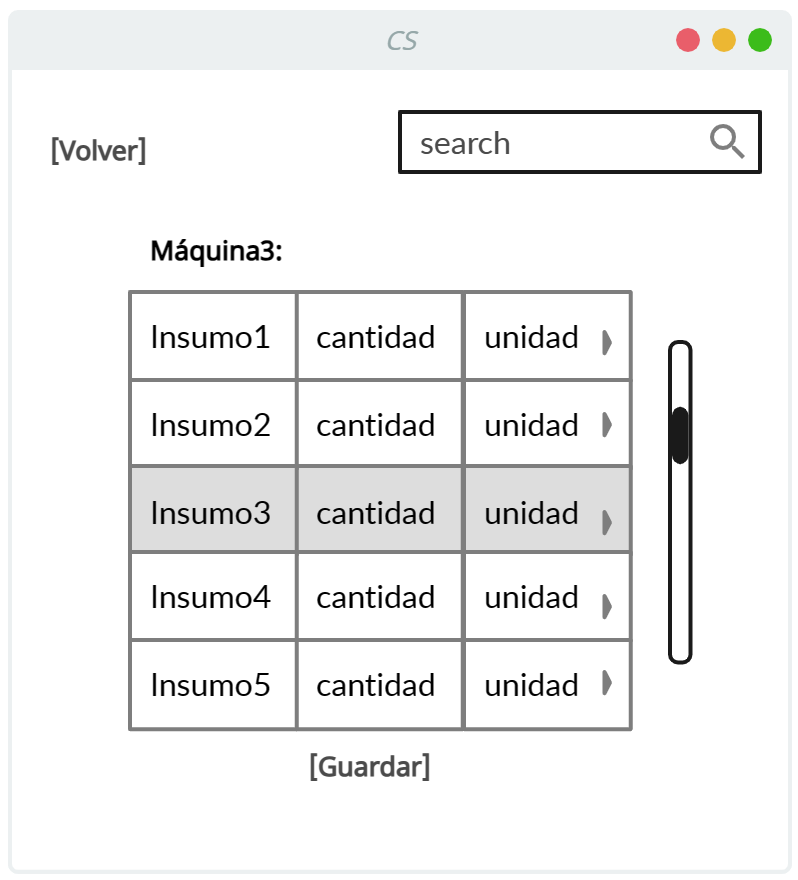 CS
[Volver]
search
Máquina3:
Insumo1 cantidad unidad
Insumo2 cantidad unidad
Insumo3 cantidad unidad
Insumo4 cantidad unidad
Insumo5 cantidad unidad
[Guardar]